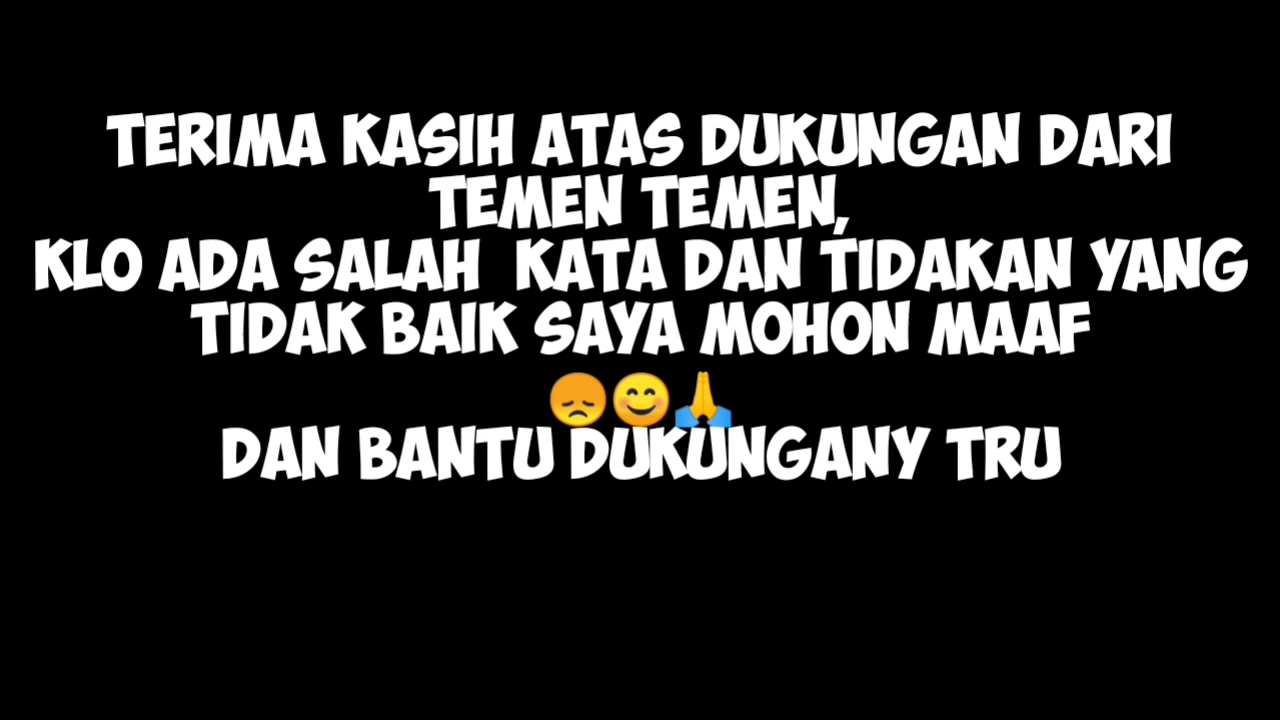 TERIMA KASIH ATAS DUKUNGAN DARI
TEMEN TEMEN,
KLO ADA SALAH KATA DAN TIDAKAN YANG
TIDAK BAIK SAYA MOHON MAAF
😞😊🙏
DAN BANTU DUKUNGANY TRU